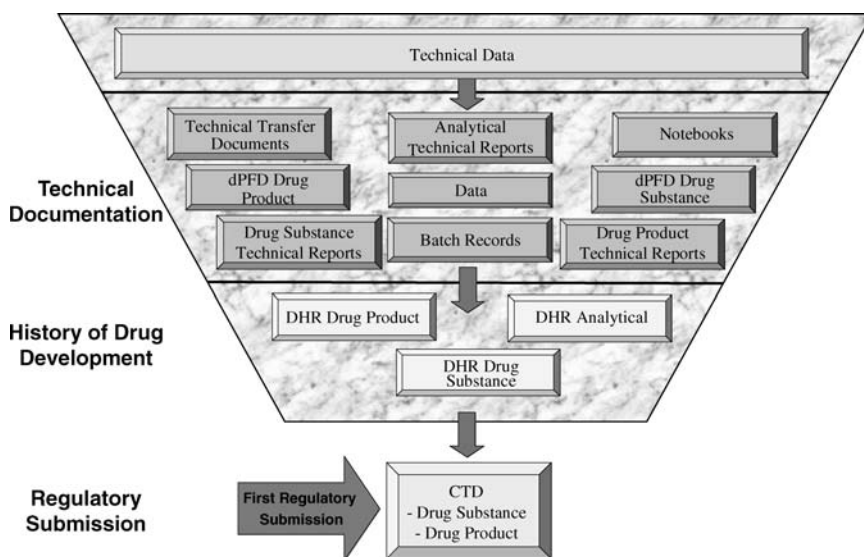 Technical Data
Technical Transfer
Documents
Analytical
Technical Reports
Notebooks
Technical
Documentation
dPFD Drug
Product
Data
dPFD Drug
Substance
Drug Substance
Technical Reports
Batch Records
Drug Product
Technical Reports
History of Drug
Development
DHR Drug Product
DHR Analytical
DHR Drug
Substance
Regulatory
Submission
First Regulatory
Submission
CTD
- Drug Substance
- Drug Product